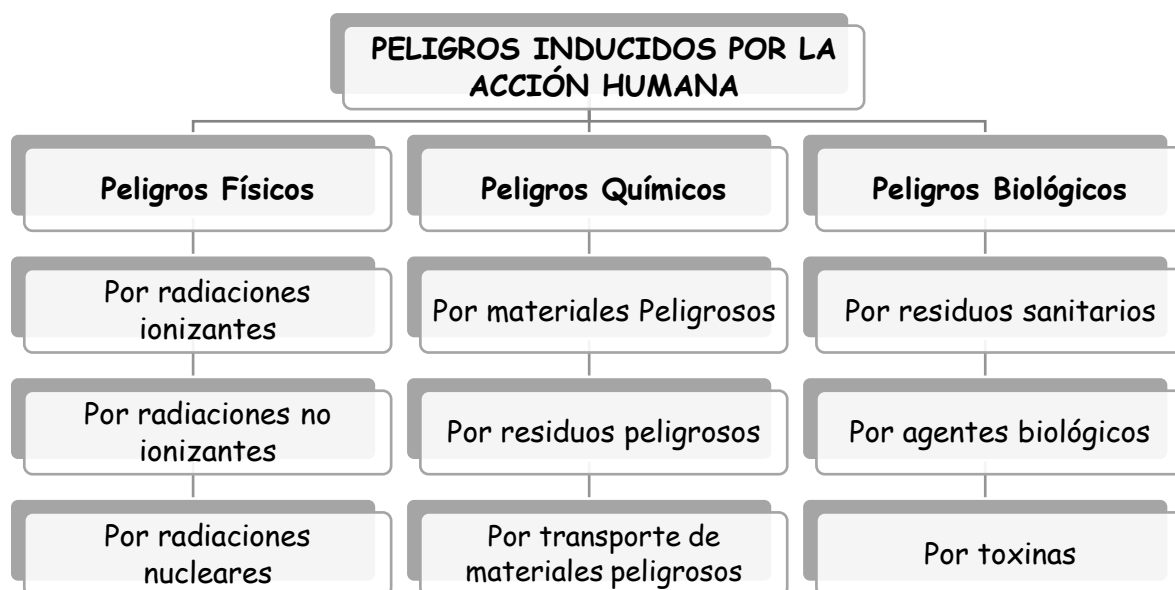 PELIGROS INDUCIDOS POR LA
ACCIÓN HUMANA
Peligros Físicos
Peligros Químicos
Peligros Biológicos
Por radiaciones
ionizantes
Por materiales Peligrosos
Por residuos sanitarios
Por radiaciones no
ionizantes
Por residuos peligrosos
Por agentes biológicos
Por radiaciones
nucleares
Por transporte de
materiales peligrosos
Por toxinas